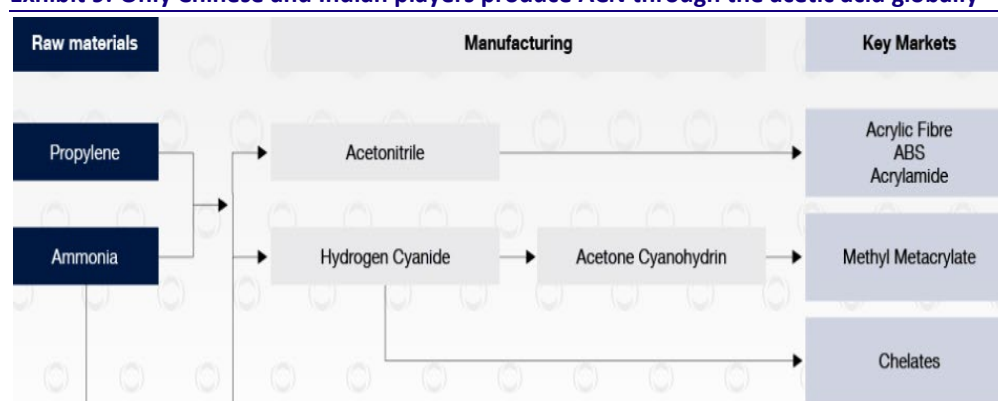 Exhibit 9: Only Chinese and Indian players produce ACN through the acetic acid globally
Raw materials
Manufacturing
Key Markets
Propylene
Acetonitrile
Acrylic Fibre
ABS
Acrylamide
Ammonia
Hydrogen Cyanide
Acetone Cyanohydrin
Methyl Metacrylate
Chelates